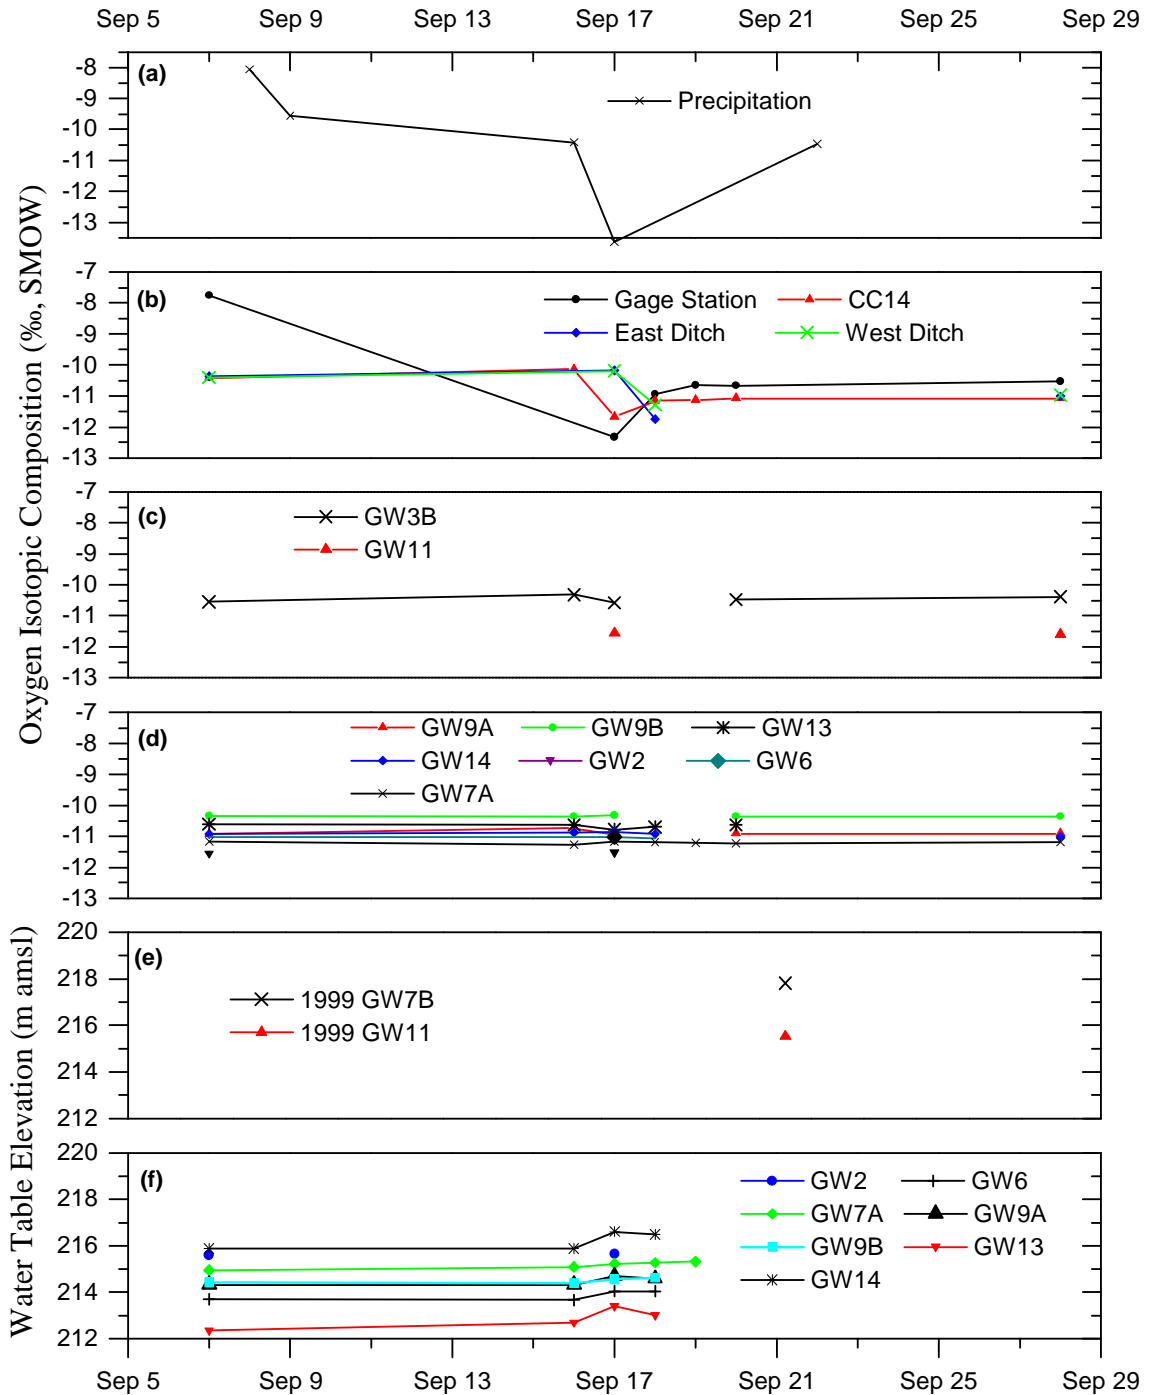 Sep 5 Sep 9 Sep 13 Sep 17 Sep 21 Sep 25 Sep 29
Oxygen Isotopic Composition (‰, SMOW)
(a)
Precipitation
-8
-9
-10
-11
-12
-13
-7
(b)
Gage Station CC14
East Ditch West Ditch
-8
-9
-10
-11
-12
-13
-7
(c)
GW3B
GW11
-8
-9
-10
-11
-12
-13
-7
(d)
GW9A GW9B GW13
GW14 GW2 GW6
GW7A
-8
-9
-10
-11
-12
-13
Water Table Elevation (m amsl)
220
(e)
218
1999 GW7B
1999 GW11
216
214
212
220
(f)
GW2 GW6
GW7A GW9A
GW9B GW13
GW14
218
216
214
212
Sep 5 Sep 9 Sep 13 Sep 17 Sep 21 Sep 25 Sep 29